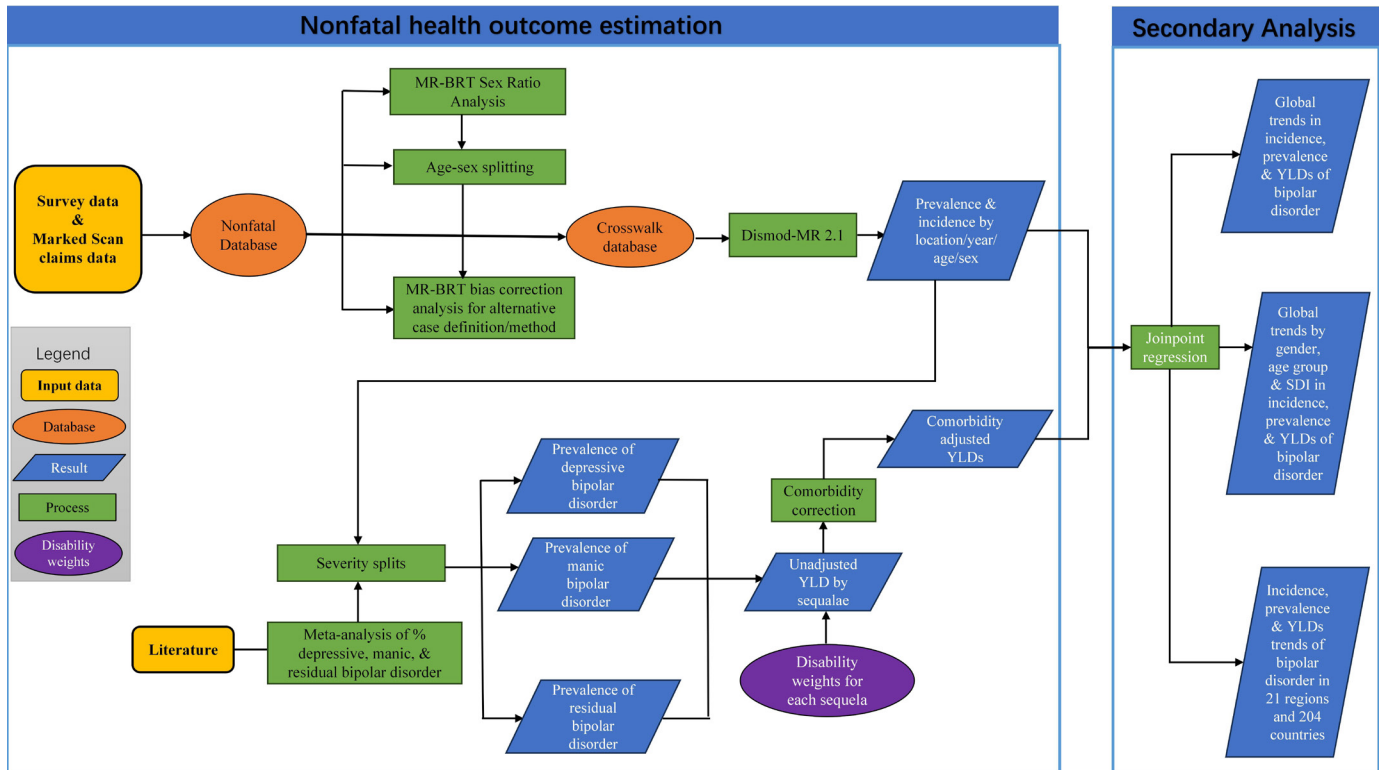 Nonfatal health outcome estimation
Secondary Analysis
MR-BRT Sex Ratio
Analysis
Age-sex splitting
MR-BRT bias correction
analysis for alternative
case definition/method
Survey data
&
Marked Scan
claims data
Nonfatal
Database
Crosswalk
database
Dismod-MR 2.1
Prevalence &
incidence by
location/year/
age/sex
Legend
Input data
Database
Result
Process
Disability
weights
Severity splits
Literature
Meta-analysis of %
depressive, manic, &
residual bipolar disorder
Prevalence of
depressive
bipolar
disorder
Prevalence of
manic
bipolar
disorder
Prevalence of
residual
bipolar
disorder
Comorbidity
adjusted
YLDs
Comorbidity
correction
Unadjusted
YLD by
sequalae
Disability
weights for
each sequela
Joinpoint
regression
Global
trends in
incidence,
prevalence
& YLDs of
bipolar
disorder
Global
trends by
gender,
age group
& SDI in
incidence,
prevalence
& YLDs of
bipolar
disorder
Incidence,
prevalence
& YLDs
trends of
bipolar
disorder in
21 regions
and 204
countries